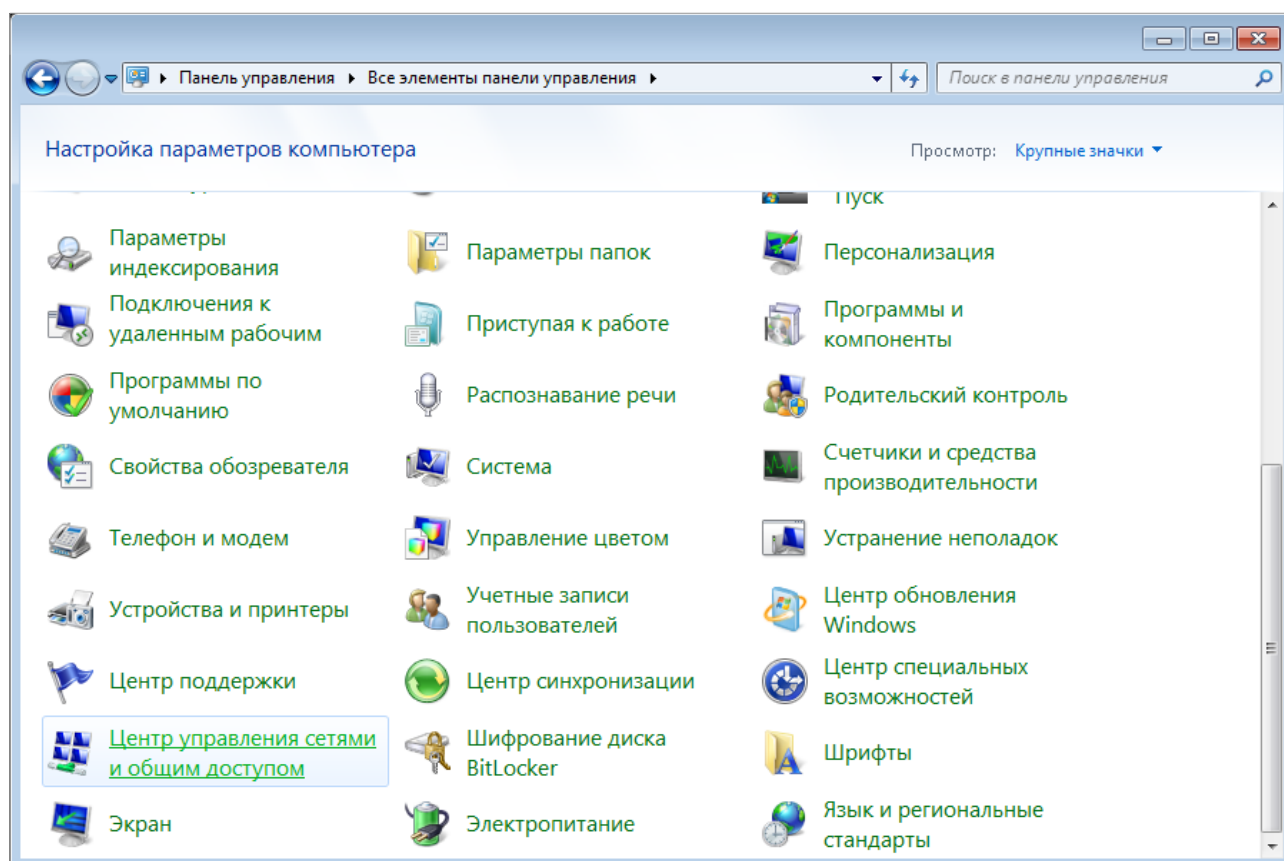 Панель управления Все элементы панели управления
Поиск в панели управления
Настройка параметров компьютера
Просмотр: Крупные значки
Пуск
Параметры
индексирования
Параметры папок
Персонализация
Подключения к
удаленным рабочим
Приступая к работе
Программы и
компоненты
Программы по
умолчанию
Распознавание речи
Родительский контроль
Свойства обозревателя
Система
Счетчики и средства
производительности
Телефон и модем
Управление цветом
Устранение неполадок
Устройства и принтеры
Учетные записи
пользователей
Центр обновления
Windows
Центр поддержки
Центр синхронизации
Центр специальных
возможностей
Центр управления сетями
и общим доступом
Шифрование диска
BitLocker
Шрифты
Экран
Электропитание
Язык и региональные
стандарты